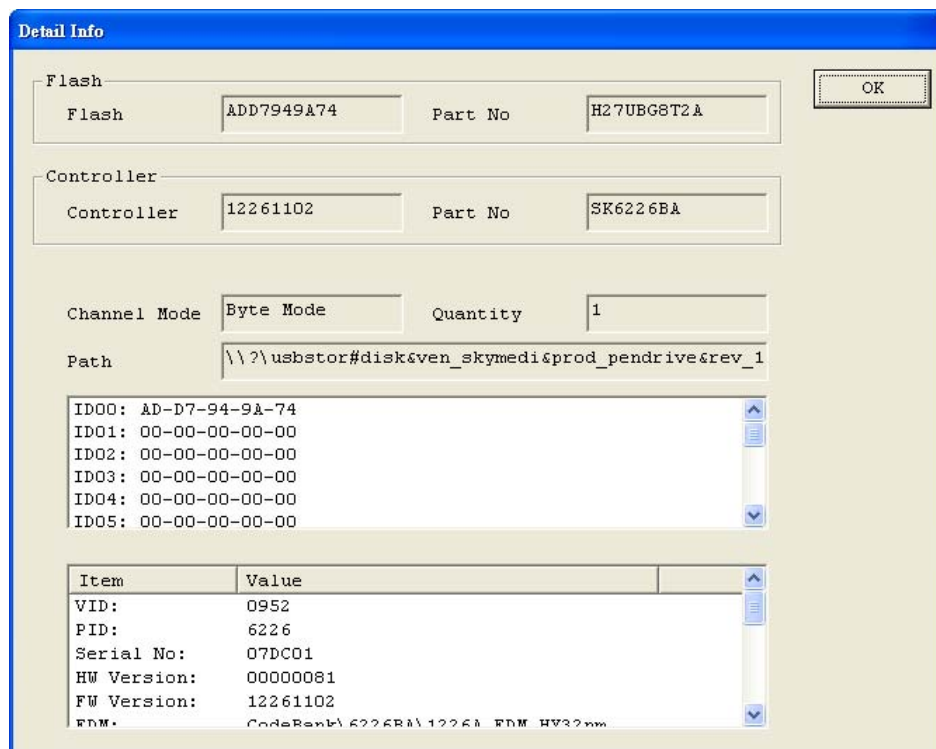 Detail Info
Flash
OK
Flash ADD7949A74 Part No H27UBG8T2A
Controller
Controller 12261102 Part No SK6226BA
Channel Mode Byte Mode Quantity 1
Path \\?\usbstor#disk&ven_skymedi&prod_pendrive&rev_1
ID00: AD-D7-94-9A-74
ID01: 00-00-00-00-00
ID02: 00-00-00-00-00
ID03: 00-00-00-00-00
ID04: 00-00-00-00-00
ID05: 00-00-00-00-00
Item Value
VID: 0952
PID: 6226
Serial No: 07DC01
HW Version: 00000081
FW Version: 12261102
FDM: CodeBank\6226BA\1226A_FDM_HY32nm